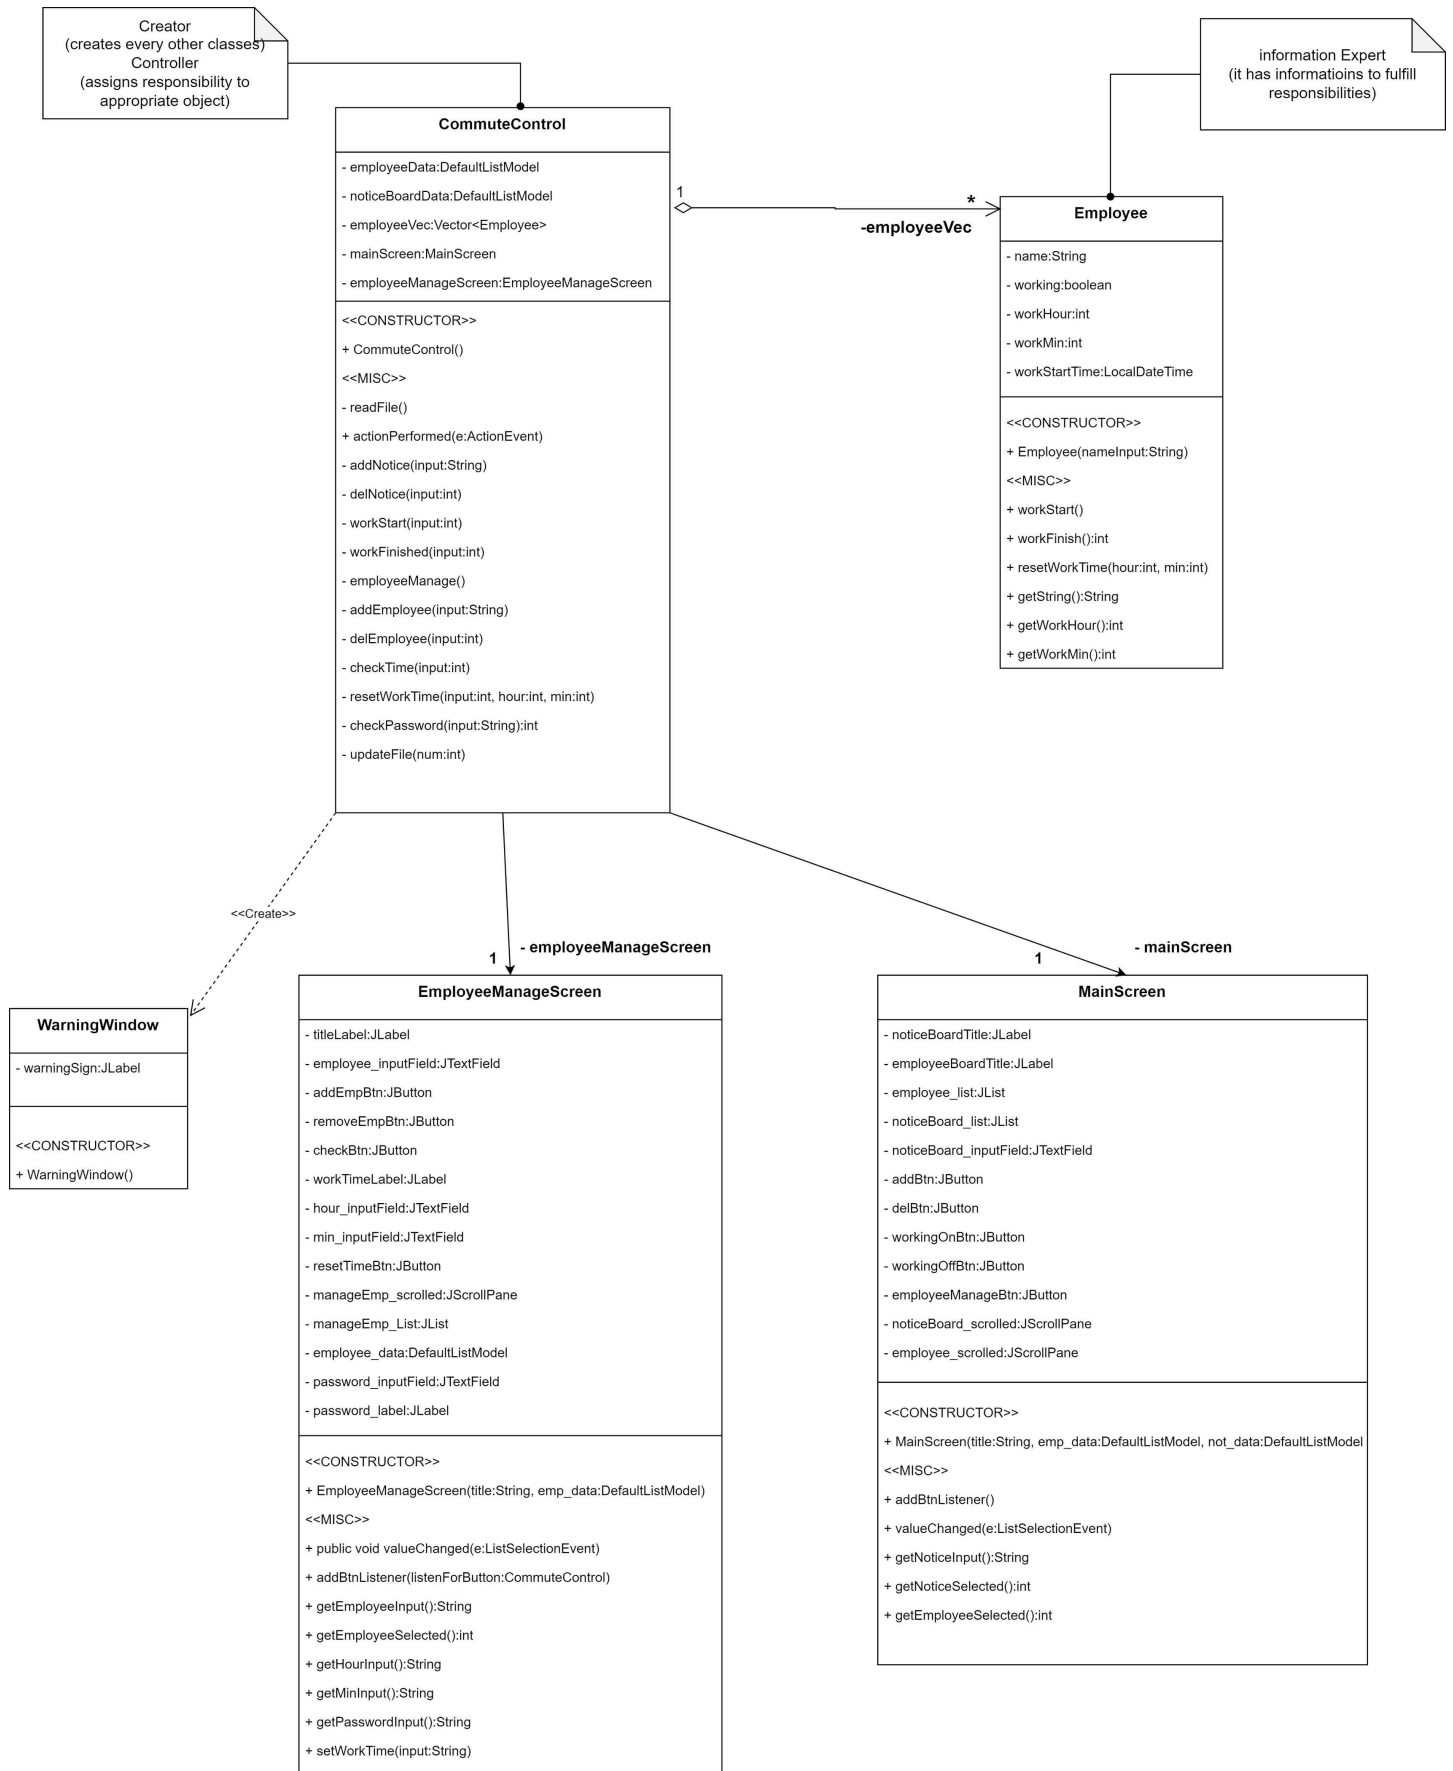 Creator
(creates every other classes)
Controller
(assigns responsibility to
appropriate object)
information Expert
(it has informatioins to fulfill
responsibilities)
CommuteControl
- employeeData:DefaultListModel
- noticeBoardData:DefaultListModel
- employeeVec:Vector<Employee>
- mainScreen:MainScreen
- employeeManageScreen:EmployeeManageScreen
<<CONSTRUCTOR>>
+ CommuteControl()
<<MISC>>
- readFile()
+ actionPerformed(e:ActionEvent)
- addNotice(input:String)
- delNotice(input:int)
- workStart(input:int)
- workFinished(input:int)
- employeeManage()
- addEmployee(input:String)
- delEmployee(input:int)
- checkTime(input:int)
- resetWorkTime(input:int, hour:int, min:int)
- checkPassword(input:String):int
- updateFile(num:int)
1
*
-employeeVec
Employee
- name:String
- working:boolean
- workHour:int
- workMin:int
- workStartTime:LocalDateTime
<<CONSTRUCTOR>>
+ Employee(nameInput:String)
<<MISC>>
+ workStart()
+ workFinish():int
+ resetWorkTime(hour:int, min:int)
+ getString():String
+ getWorkHour():int
+ getWorkMin():int
<<Create>>
1
- employeeManageScreen
1
- mainScreen
WarningWindow
- warningSign:JLabel
<<CONSTRUCTOR>>
+ WarningWindow()
EmployeeManageScreen
- titleLabel:JLabel
- employee_inputField:JTextField
- addEmpBtn:JButton
- removeEmpBtn:JButton
- checkBtn:JButton
- workTimeLabel:JLabel
- hour_inputField:JTextField
- min_inputField:JTextField
- resetTimeBtn:JButton
- manageEmp_scrolled:JScrollPane
- manageEmp_List:JList
- employee_data:DefaultListModel
- password_inputField:JTextField
- password_label:JLabel
<<CONSTRUCTOR>>
+ EmployeeManageScreen(title:String, emp_data:DefaultListModel)
<<MISC>>
+ public void valueChanged(e:ListSelectionEvent)
+ addBtnListener(listenForButton:CommuteControl)
+ getEmployeeInput():String
+ getEmployeeSelected():int
+ getHourInput():String
+ getMinInput():String
+ getPasswordInput():String
+ setWorkTime(input:String)
MainScreen
- noticeBoardTitle:JLabel
- employeeBoardTitle:JLabel
- employee_list:JList
- noticeBoard_list:JList
- noticeBoard_inputField:JTextField
- addBtn:JButton
- delBtn:JButton
- workingOnBtn:JButton
- workingOffBtn:JButton
- employeeManageBtn:JButton
- noticeBoard_scrolled:JScrollPane
- employee_scrolled:JScrollPane
<<CONSTRUCTOR>>
+ MainScreen(title:String, emp_data:DefaultListModel, not_data:DefaultListModel
<<MISC>>
+ addBtnListener()
+ valueChanged(e:ListSelectionEvent)
+ getNoticeInput():String
+ getNoticeSelected():int
+ getEmployeeSelected():int